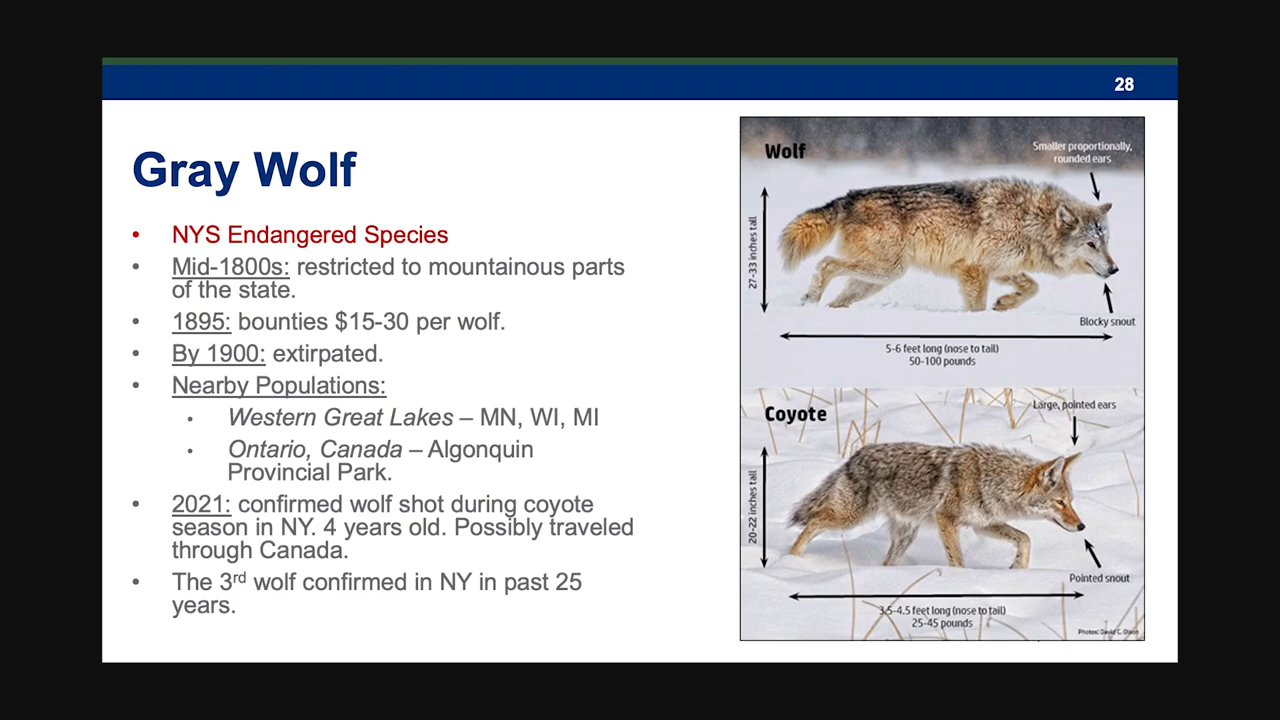 28
Gray Wolf
• NYS Endangered Species
• Mid-1800s: restricted to mountainous parts
of the state.
• 1895: bounties $15-30 per wolf.
• By 1900: extirpated.
• Nearby Populations:
• Western Great Lakes – MN, WI, MI
• Ontario, Canada – Algonquin
Provincial Park.
• 2021: confirmed wolf shot during coyote
season in NY. 4 years old. Possibly traveled
through Canada.
• The 3rd wolf confirmed in NY in past 25
years.
Wolf
Smaller proportionally,
rounded ears
27-33 inches tall
Blocky snout
5-6 feet long (nose to tail)
50-100 pounds
Coyote
Large, pointed ears
20-22 inches tall
Pointed snout
3.5-4.5 feet long (nose to tail)
25-45 pounds
Photos: David C. Olson